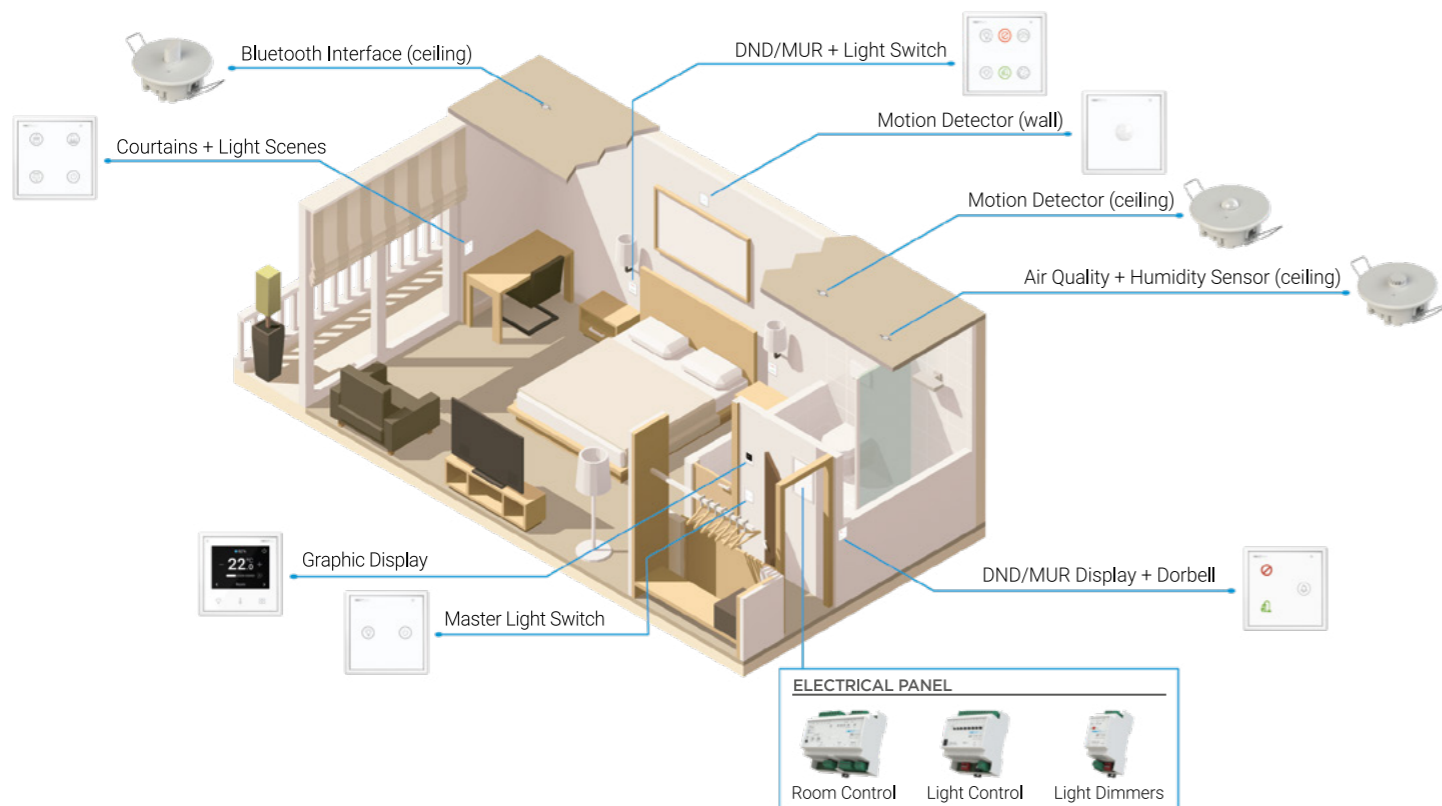 Bluetooth Interface (ceiling)
DND/MUR + Light Switch
Motion Detector (wall)
Courtains + Light Scenes
Motion Detector (ceiling)
Air Quality + Humidity Sensor (ceiling)
Graphic Display
22
DND/MUR Display + Dorbell
Master Light Switch
ELECTRICAL PANEL
Room Control
Light Control
Light Dimmers